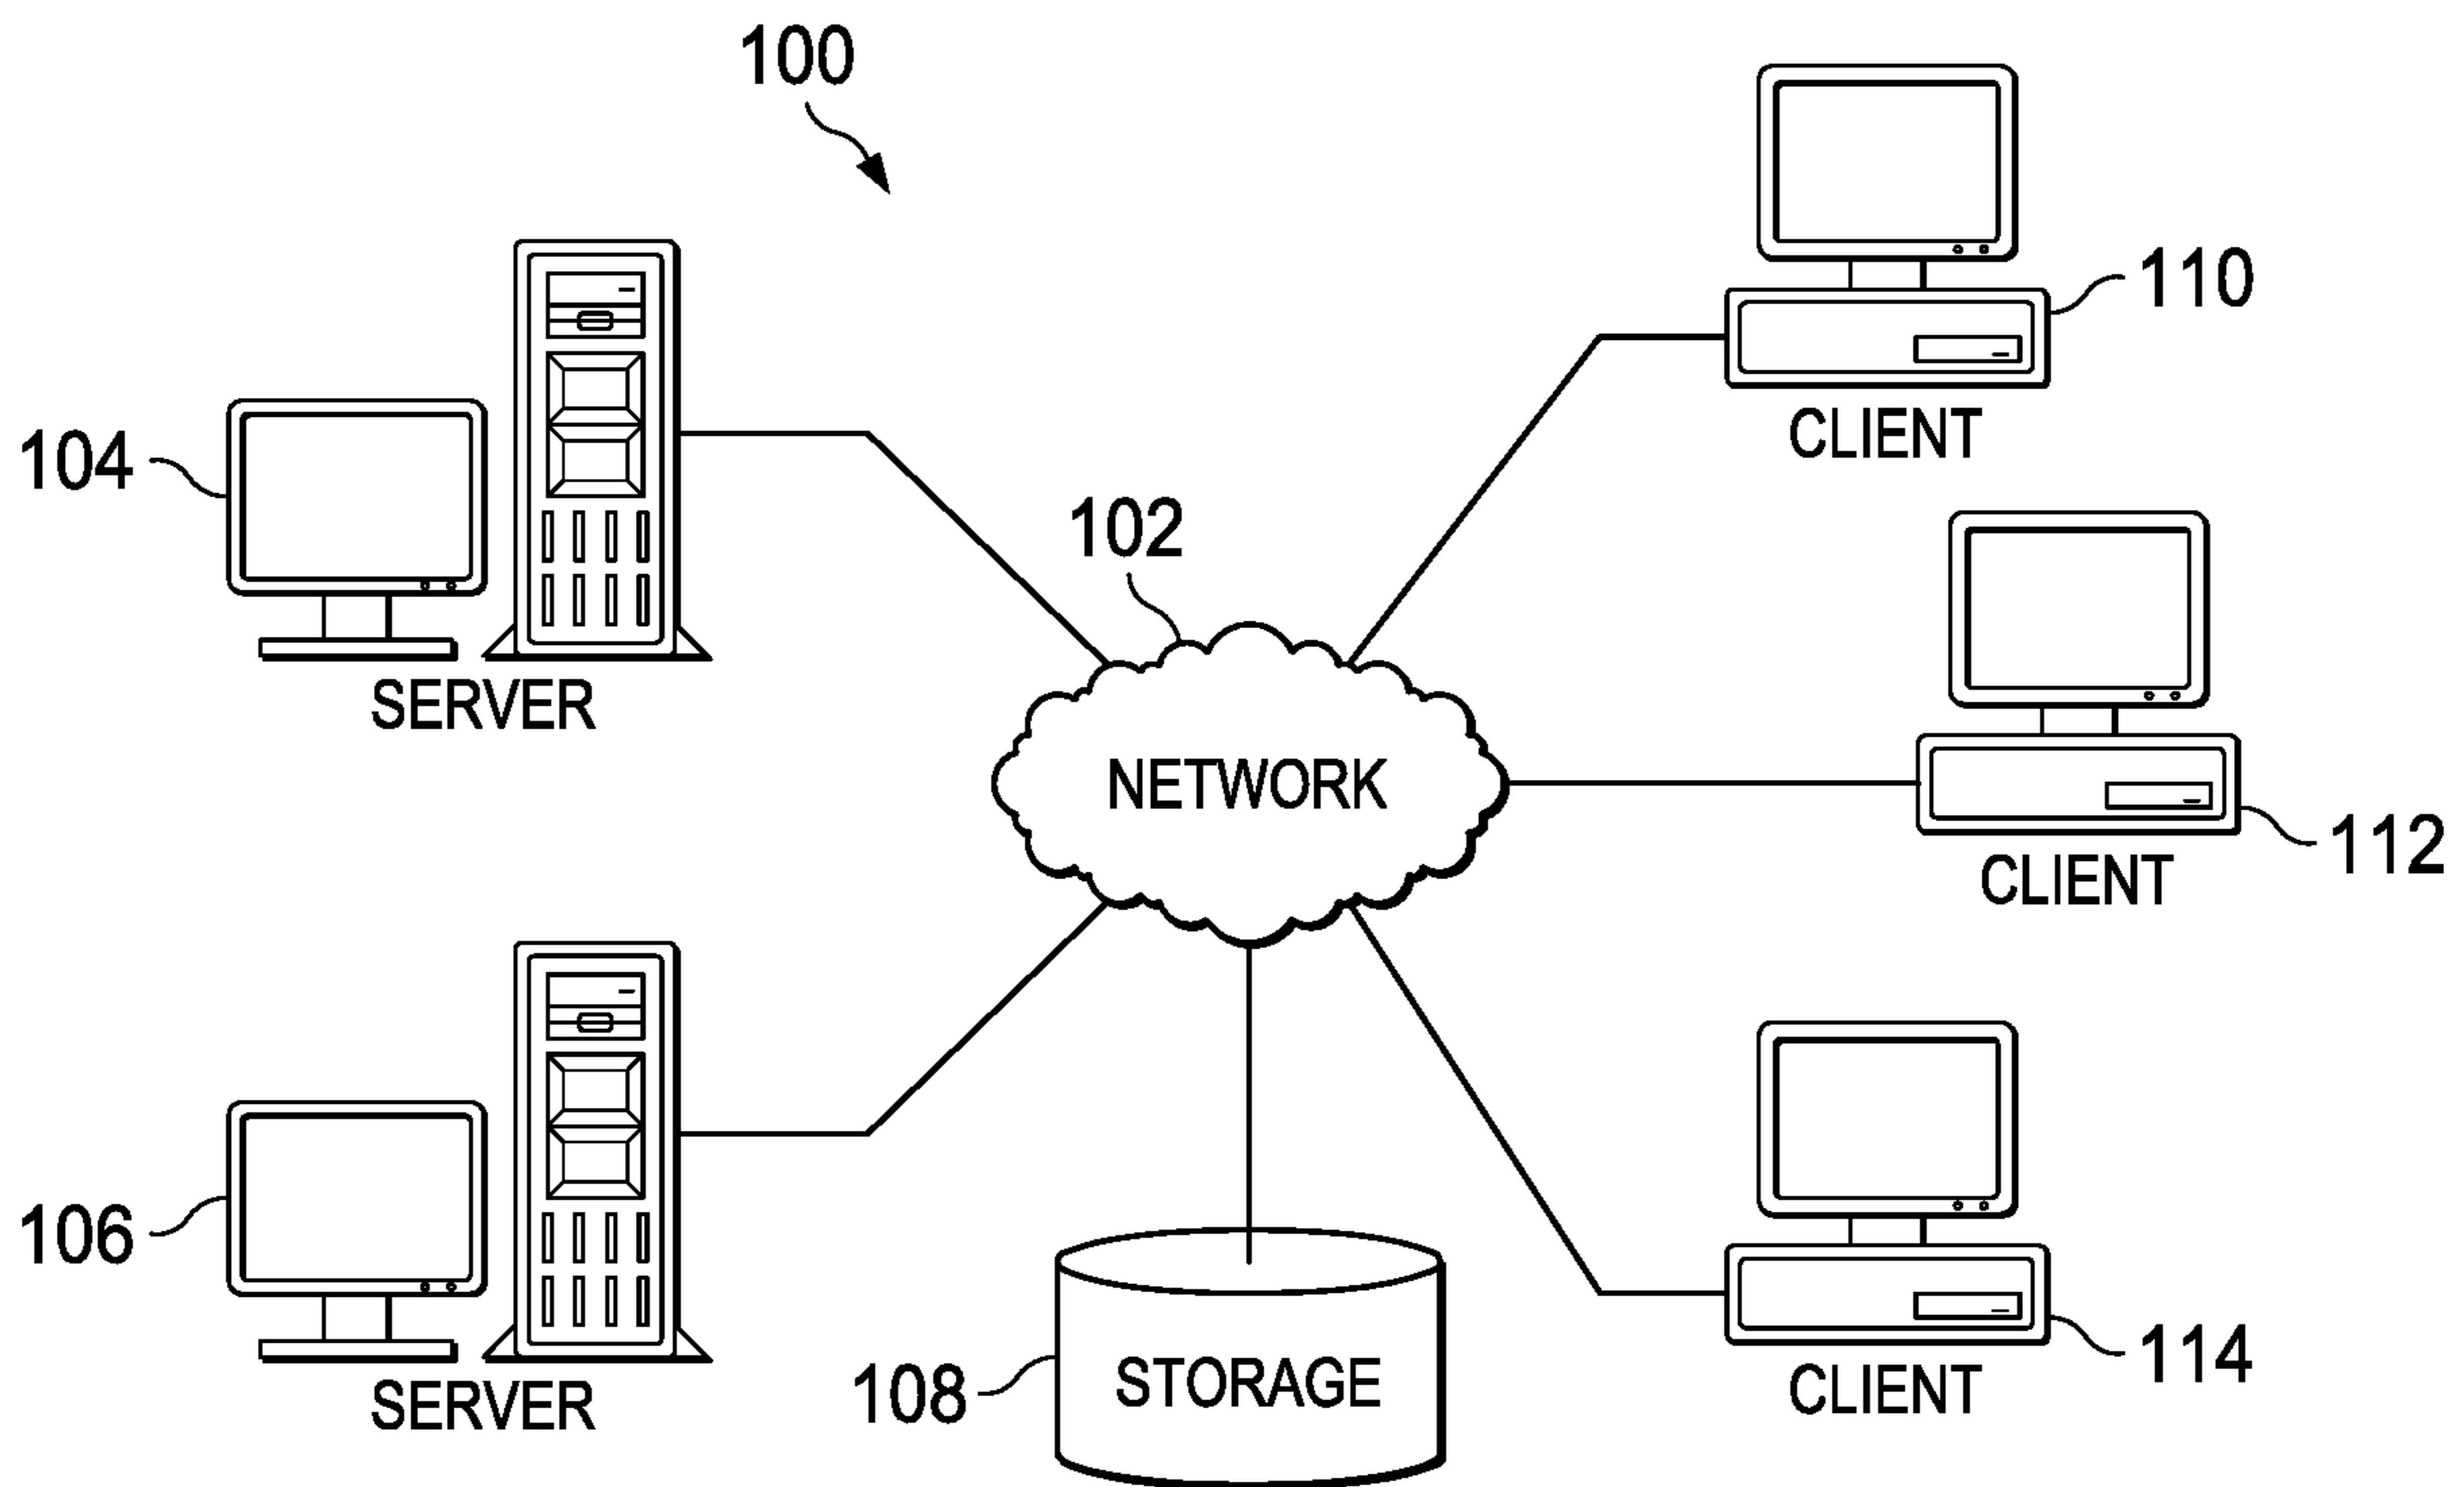 100
110
CLIENT
104
SERVER
102
NETWORK
112
CLIENT
106
SERVER
108
STORAGE
114
CLIENT